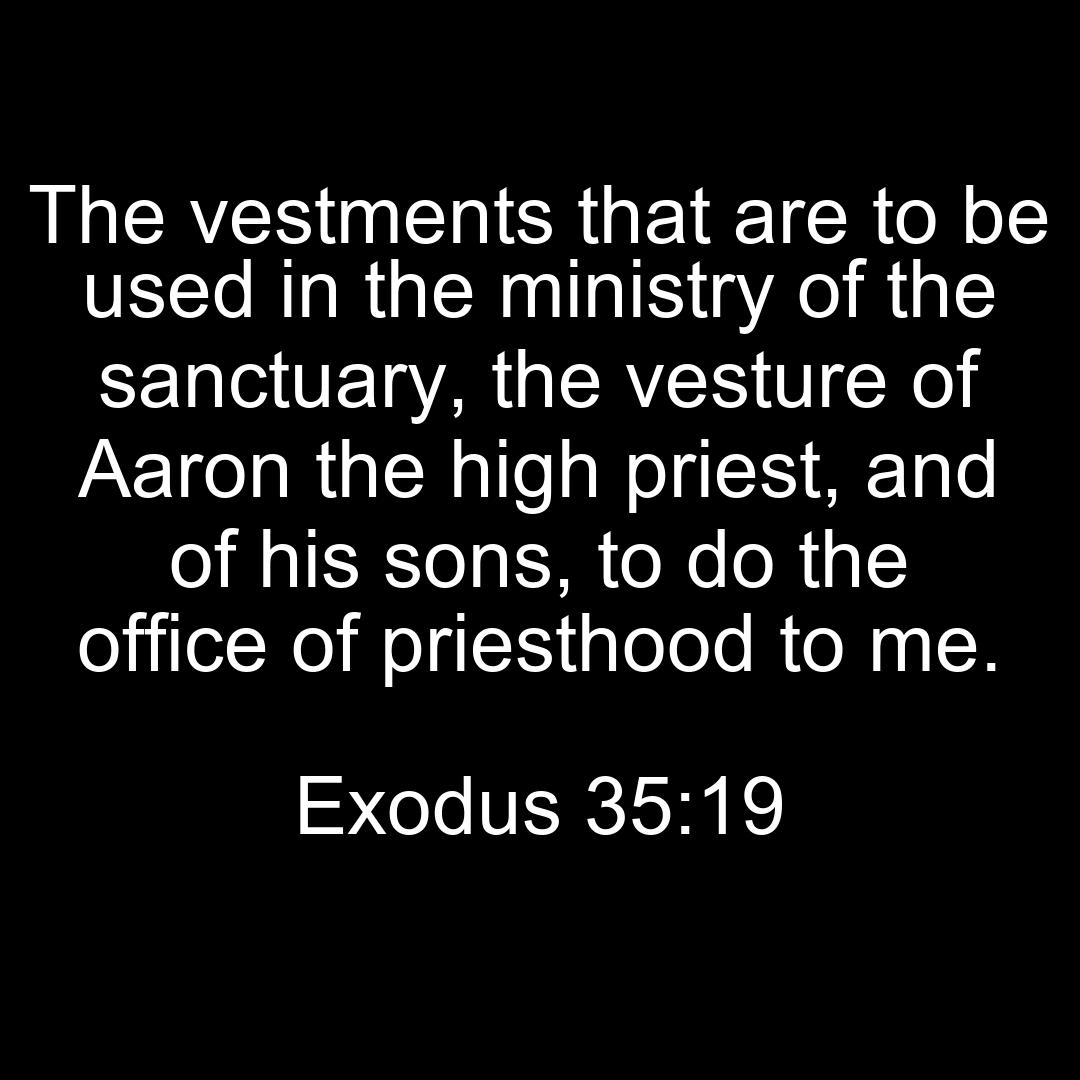 The vestments that are to be
used in the ministry of the
sanctuary, the vesture of
Aaron the high priest, and
of his sons, to do the
office of priesthood to me.
Exodus 35:19